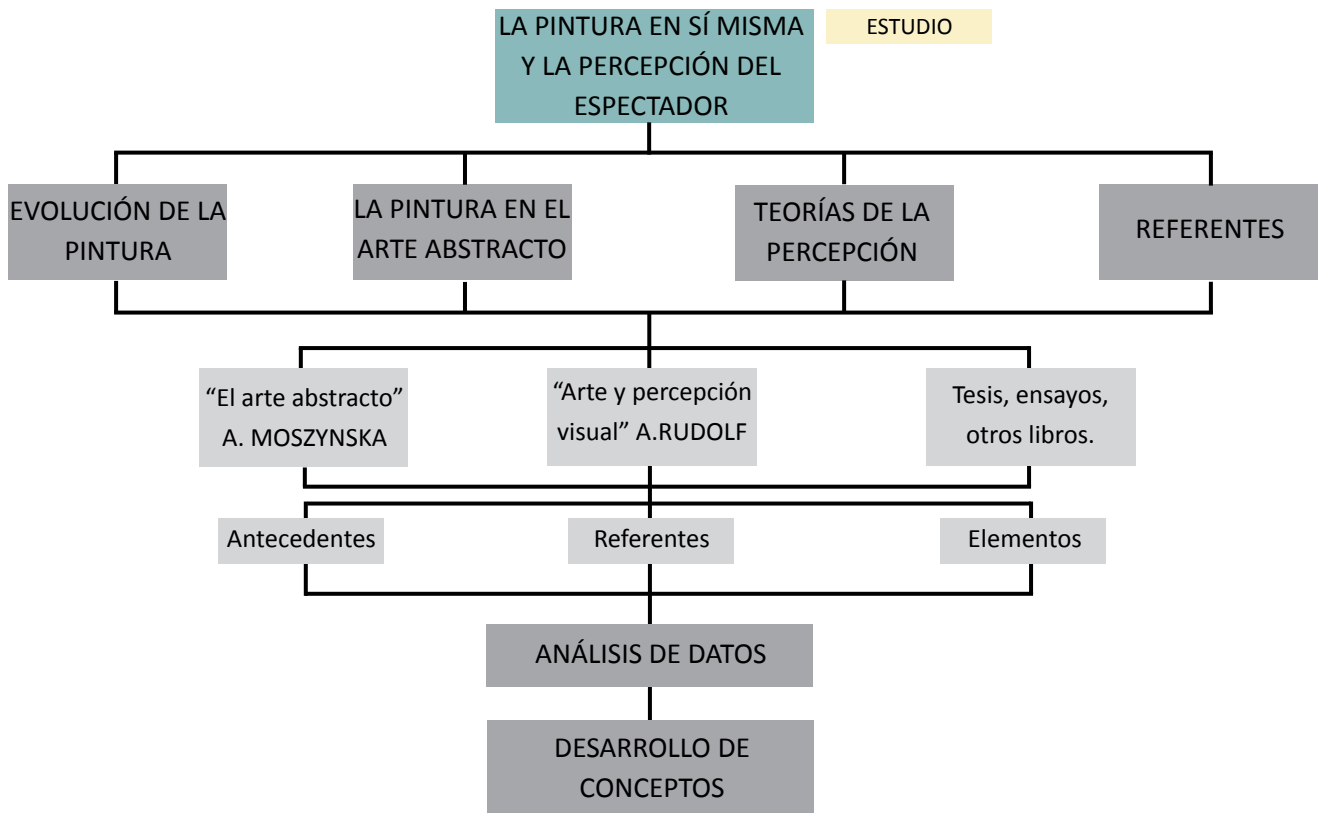 LA PINTURA EN SÍ MISMA
Y LA PERCEPCIÓN DEL
ESPECTADOR
ESTUDIO
EVOLUCIÓN DE LA
PINTURA
LA PINTURA EN EL
ARTE ABSTRACTO
TEORÍAS DE LA
PERCEPCIÓN
REFERENTES
“El arte abstracto”
A. MOSZYNSKA
“Arte y percepción
visual” A.RUDOLF
Tesis, ensayos,
otros libros.
Antecedentes
Referentes
Elementos
ANÁLISIS DE DATOS
DESARROLLO DE
CONCEPTOS